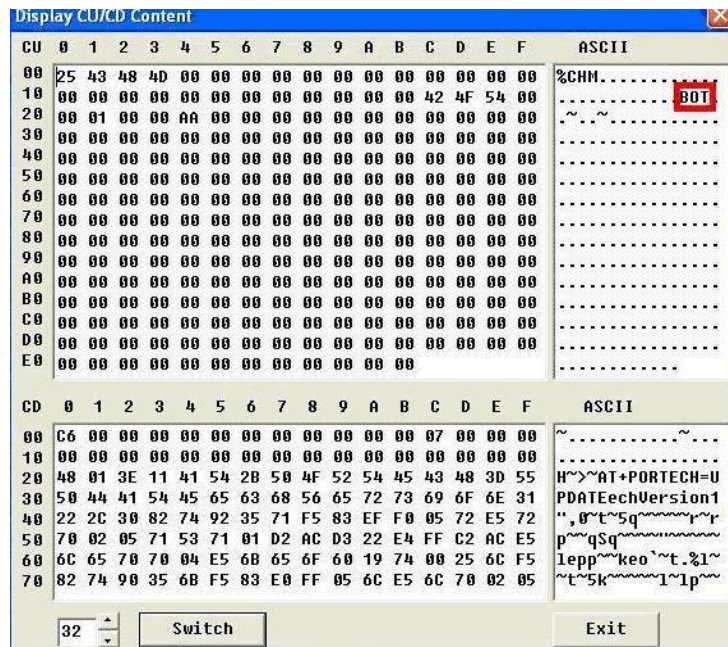 Display CU/CD Content
CU 0 1 2 3 4 5 6 7 8 9 A B C D E F ASCII
00 25 43 48 4D 00 00 00 00 00 00 00 00 00 00 00 00 %CHM............
10 00 00 00 00 00 00 00 00 00 00 00 00 42 4F 54 00 ............BOT.
20 00 01 00 00 AA 00 00 00 00 00 00 00 00 00 00 00 .~..~...........
30 00 00 00 00 00 00 00 00 00 00 00 00 00 00 00 00 ................
40 00 00 00 00 00 00 00 00 00 00 00 00 00 00 00 00 ................
50 00 00 00 00 00 00 00 00 00 00 00 00 00 00 00 00 ................
60 00 00 00 00 00 00 00 00 00 00 00 00 00 00 00 00 ................
70 00 00 00 00 00 00 00 00 00 00 00 00 00 00 00 00 ................
80 00 00 00 00 00 00 00 00 00 00 00 00 00 00 00 00 ................
90 00 00 00 00 00 00 00 00 00 00 00 00 00 00 00 00 ................
A0 00 00 00 00 00 00 00 00 00 00 00 00 00 00 00 00 ................
B0 00 00 00 00 00 00 00 00 00 00 00 00 00 00 00 00 ................
C0 00 00 00 00 00 00 00 00 00 00 00 00 00 00 00 00 ................
D0 00 00 00 00 00 00 00 00 00 00 00 00 00 00 00 00 ................
E0 00 00 00 00 00 00 00 00 00 00 00 00 ............
CD 0 1 2 3 4 5 6 7 8 9 A B C D E F ASCII
00 C6 00 00 00 00 00 00 00 00 00 00 00 07 00 00 00 ~...........~...
10 00 00 00 00 00 00 00 00 00 00 00 00 00 00 00 00 ................
20 48 01 3E 11 41 54 2B 50 4F 52 54 45 43 48 3D 55 H~>~AT+PORTECH=U
30 50 44 41 54 45 65 63 68 56 65 72 73 69 6F 6E 31 PDATEechVersion1
40 22 2C 30 82 74 92 35 71 F5 83 EF F0 05 72 E5 72 ",0~t~5q~~~~~r~r
50 70 02 05 71 53 71 01 D2 AC D3 22 E4 FF C2 AC E5 p~~qSq~~~~"~~~~~
60 6C 65 70 70 04 E5 6B 65 6F 60 19 74 00 25 6C F5 lepp~~keo`~t.%l~
70 82 74 90 35 6B F5 83 E0 FF 05 6C E5 6C 70 02 05 ~t~5k~~~~~l~lp~~
32 Switch Exit